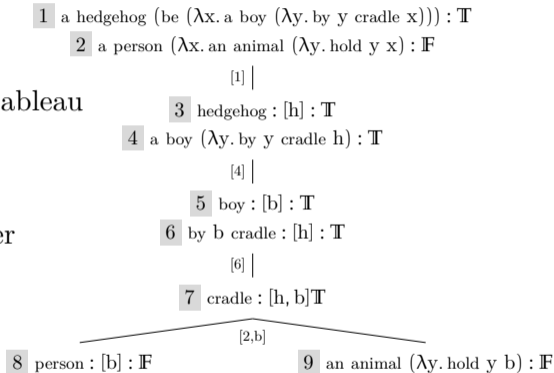 1 a hedgehog (be (λx. a boy (λy. by y cradle x))) : 𝕋
2 a person (λx. an animal (λy. hold y x) : 𝔽
[1]
ableau
3 hedgehog : [h] : 𝕋
4 a boy (λy. by y cradle h) : 𝕋
[4]
5 boy : [b] : 𝕋
er
6 by b cradle : [h] : 𝕋
[6]
7 cradle : [h, b]𝕋
[2,b]
8 person : [b] : 𝔽 9 an animal (λy. hold y b) : 𝔽